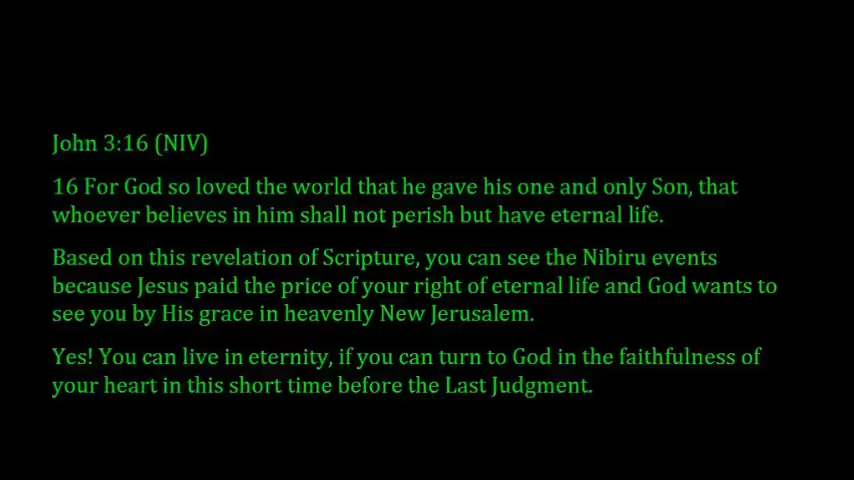 John 3:16 (NIV)
16 For God so loved the world that he gave his one and only Son, that
whoever believes in him shall not perish but have eternal life.
Based on this revelation of Scripture, you can see the Nibiru events
because Jesus paid the price of your right of eternal life and God wants to
see you by His grace in heavenly New Jerusalem.
Yes! You can live in eternity, if you can turn to God in the faithfulness of
your heart in this short time before the Last Judgment.